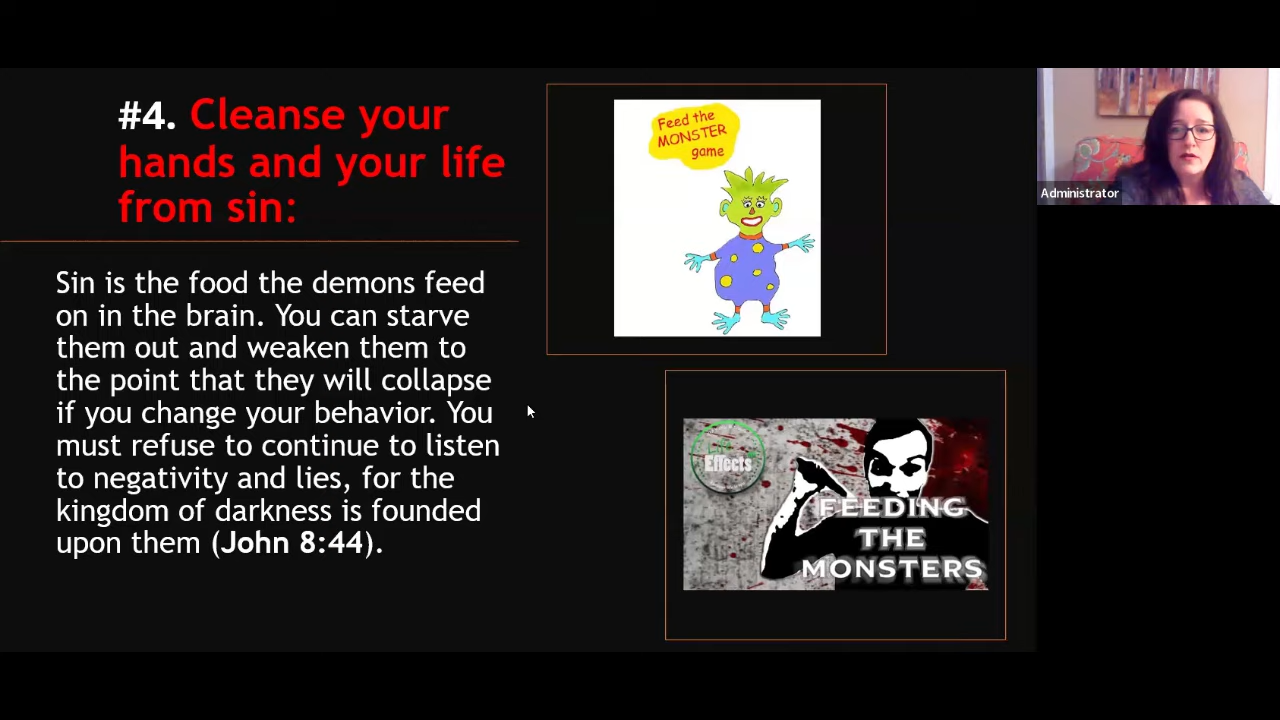 #4. Cleanse your
hands and your life
from sin:
Sin is the food the demons feed
on in the brain. You can starve
them out and weaken them to
the point that they will collapse
if you change your behavior. You
must refuse to continue to listen
to negativity and lies, for the
kingdom of darkness is founded
upon them (John 8:44).
Feed the
MONSTER
game
Effects
FEEDING
THE
MONSTERS
Administrator